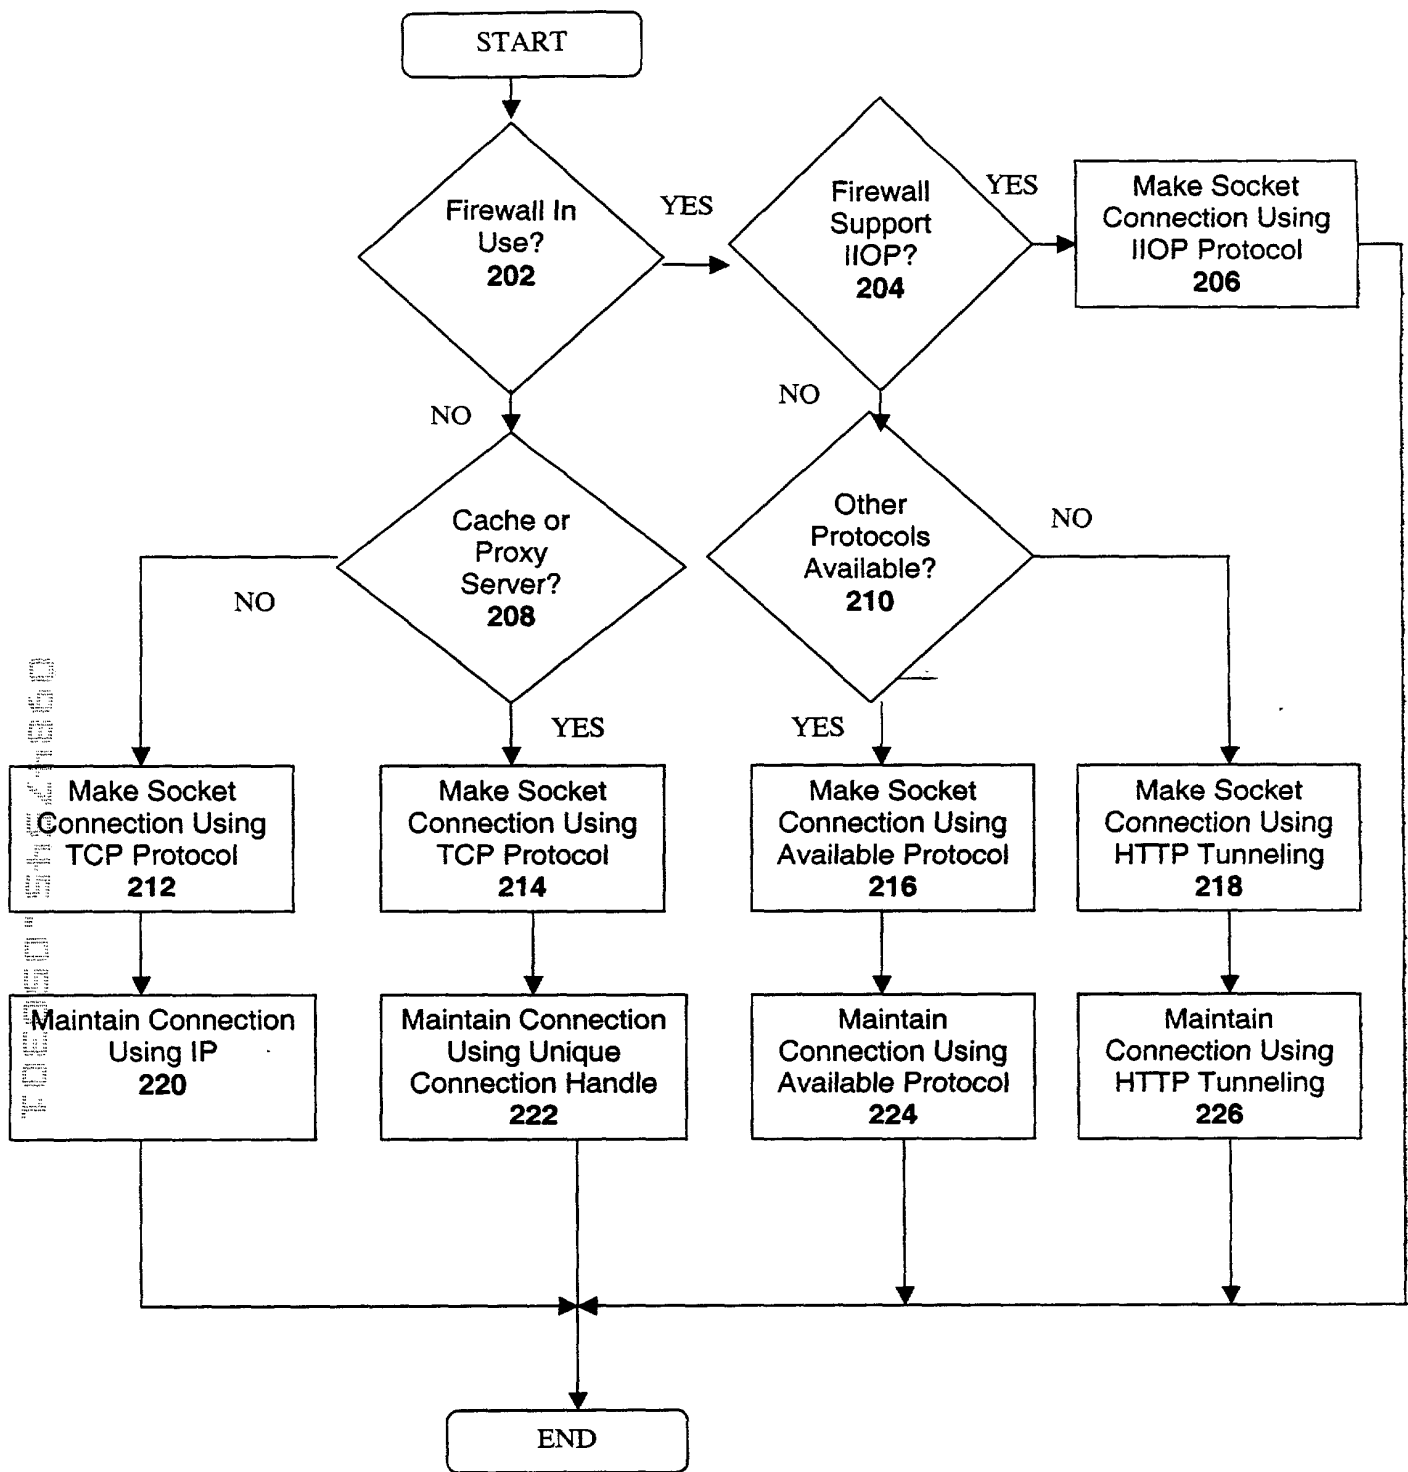 START
Firewall In
Use?
202
YES
Firewall
Support
IIOP?
204
YES
Make Socket
Connection Using
IIOP Protocol
206
NO
NO
Cache or
Proxy
Server?
208
NO
Other
Protocols
Available?
210
NO
YES
YES
Make Socket
Connection Using
TCP Protocol
212
Make Socket
Connection Using
TCP Protocol
214
Make Socket
Connection Using
Available Protocol
216
Make Socket
Connection Using
HTTP Tunneling
218
Maintain Connection
Using IP
220
Maintain Connection
Using Unique
Connection Handle
222
Maintain
Connection Using
Available Protocol
224
Maintain
Connection Using
HTTP Tunneling
226
END